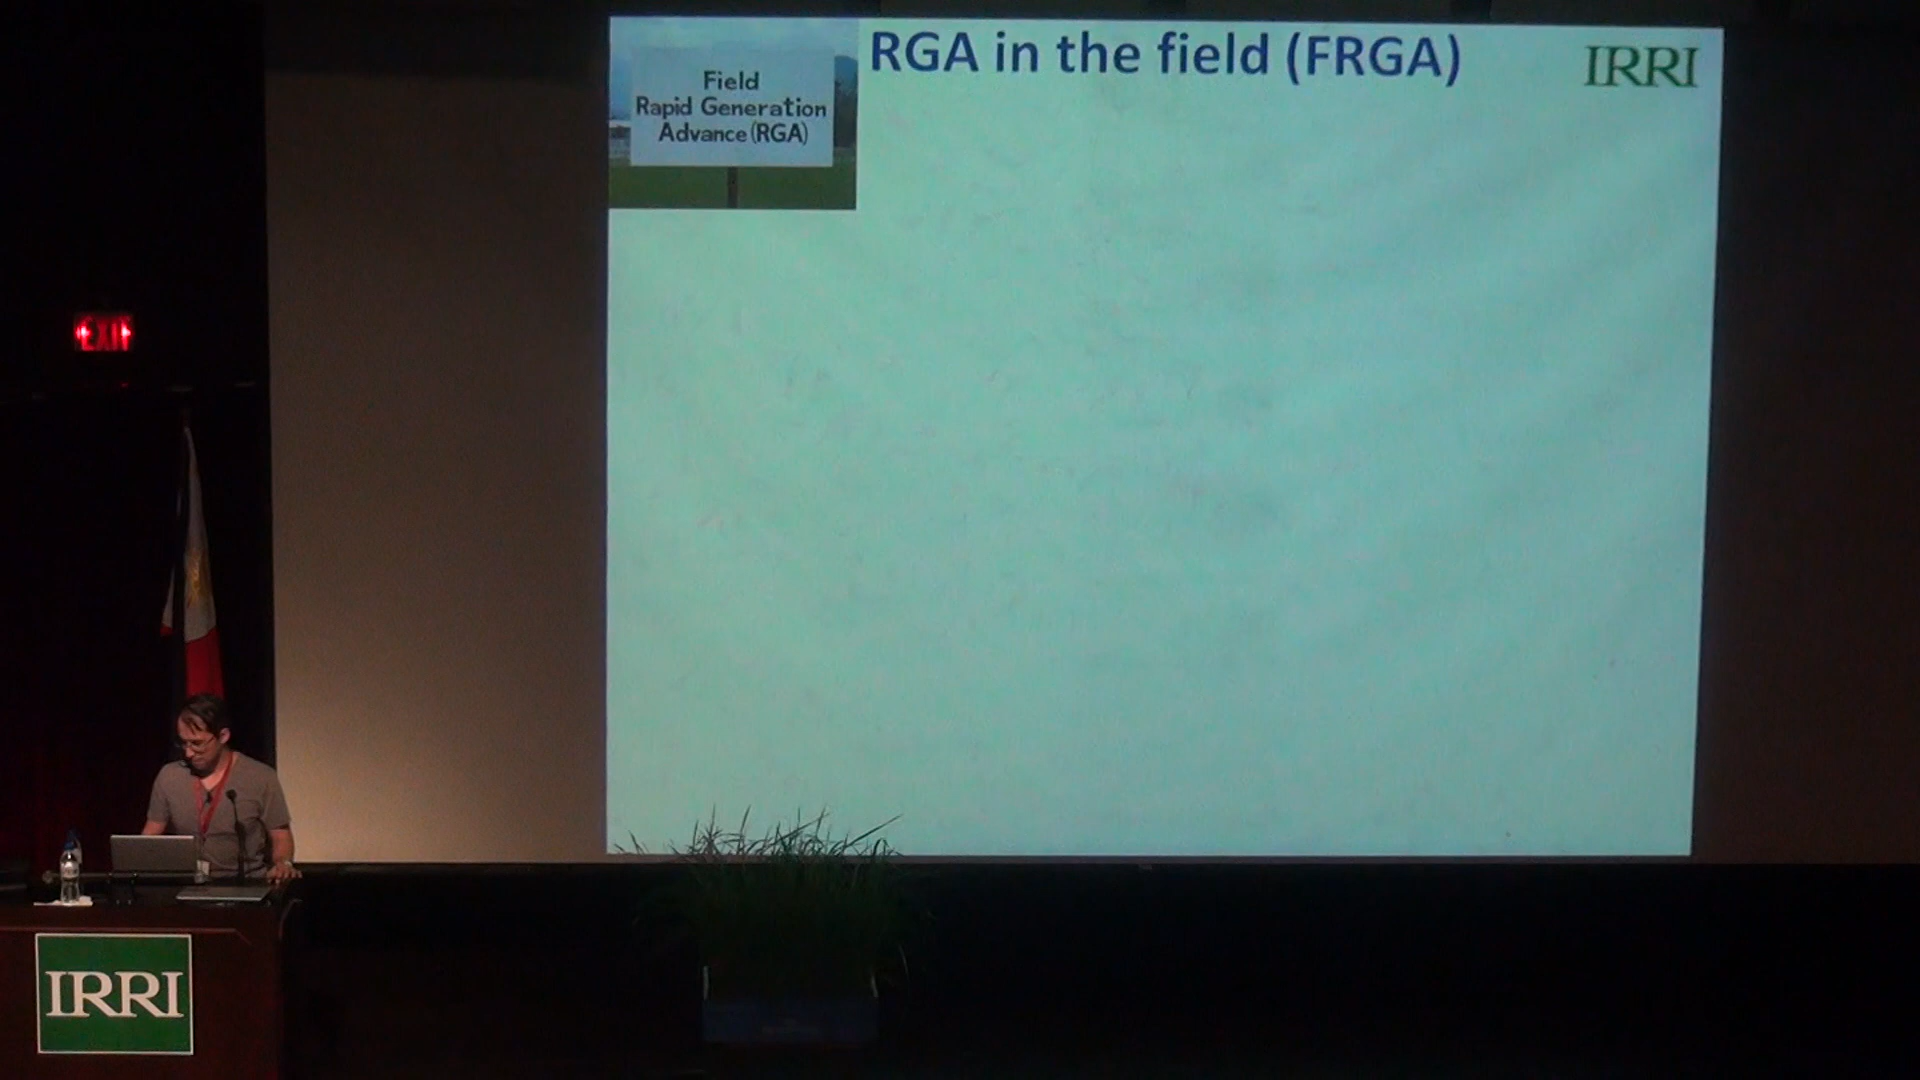 Field
Rapid Generation
Advance (RGA)
RGA in the field (FRGA)
IRRI
EXIT
IRRI